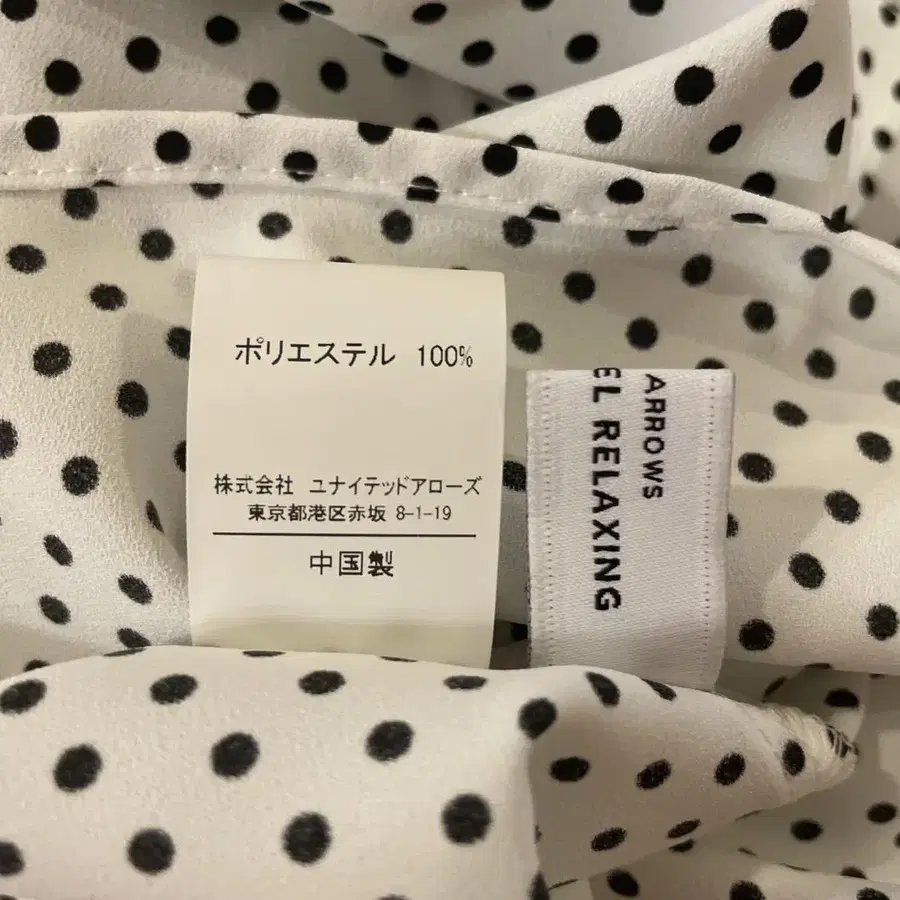 ポリエステル 100%
株式会社 ユナイテッドアローズ
東京都港区赤坂 8-1-19
中国製
ARROWS
EL RELAXING